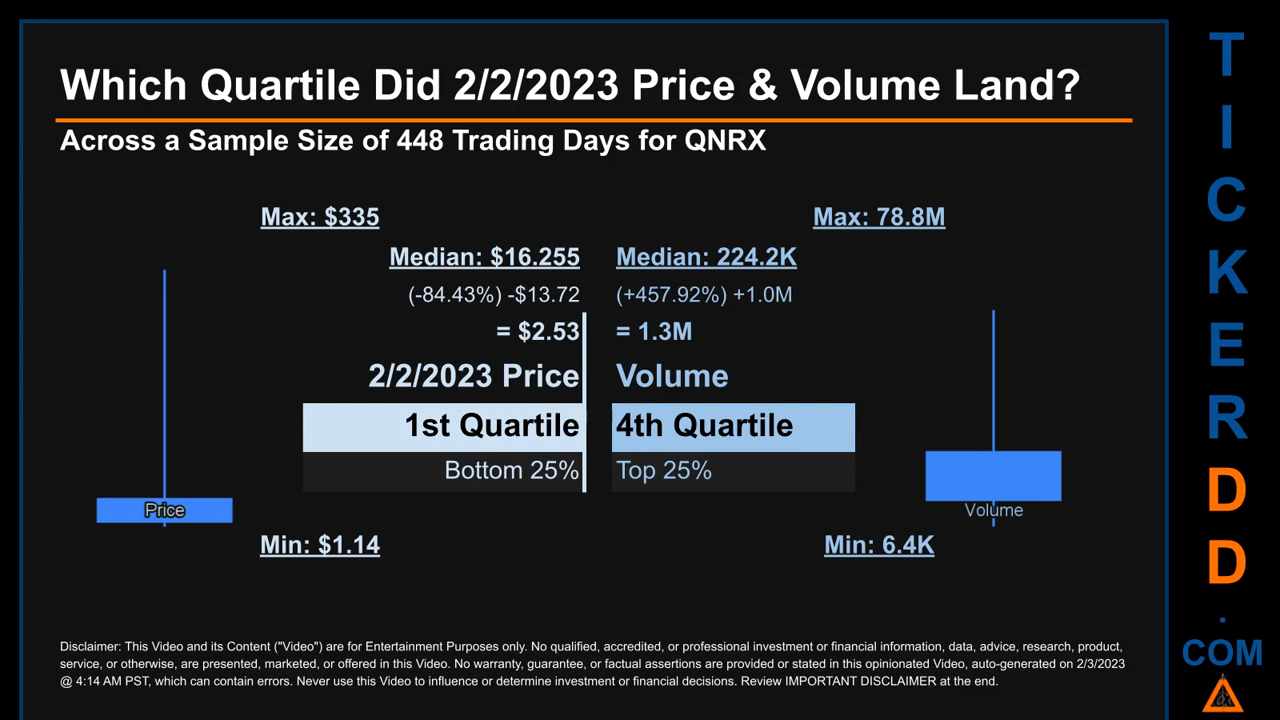 Which Quartile Did 2/2/2023 Price & Volume Land?
Across a Sample Size of 448 Trading Days for QNRX
Max: $335
Max: 78.8M
Median: $16.255
Median: 224.2K
(-84.43%) -$13.72
(+457.92%) +1.0M
= $2.53
= 1.3M
2/2/2023 Price
Volume
1st Quartile
4th Quartile
Bottom 25%
Top 25%
Price
Volume
Min: $1.14
Min: 6.4K
Disclaimer: This Video and its Content ("Video") are for Entertainment Purposes only. No qualified, accredited, or professional investment or financial information, data, advice, research, product,
service, or otherwise, are presented, marketed, or offered in this Video. No warranty, guarantee, or factual assertions are provided or stated in this opinionated Video, auto-generated on 2/3/2023
@ 4:14 AM PST, which can contain errors. Never use this Video to influence or determine investment or financial decisions. Review IMPORTANT DISCLAIMER at the end.
T
I
C
K
E
R
D
D
.
COM